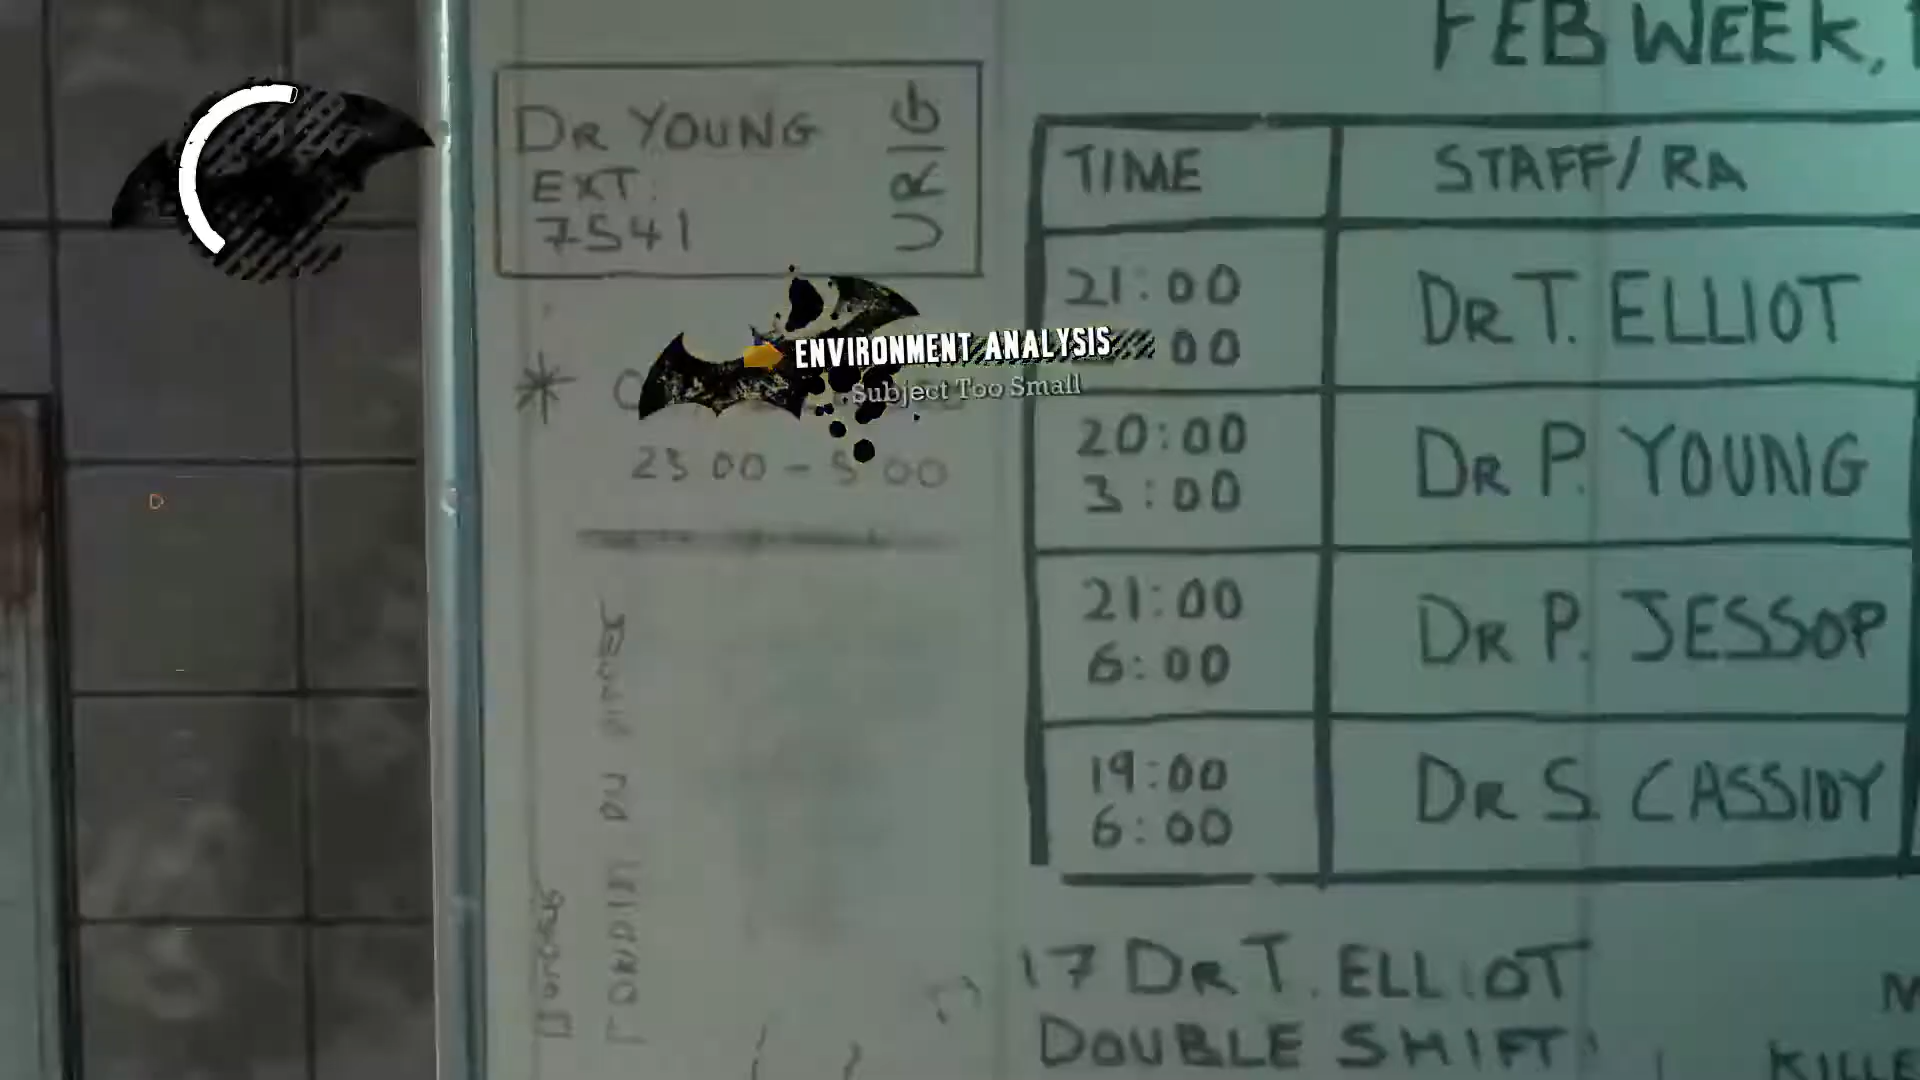 FEB WEEK,
DR YOUNG
EXT:
7541
URIG
TIME STAFF/RA
21:00 DR T. ELLIOT
00
ENVIRONMENT ANALYSIS
Subject Too Small
23 00 - 5 00
20:00 DR P. YOUNG
3:00
21:00 DR P. JESSOP
6:00
19:00 DR S. CASSIDY
6:00
17 DR T. ELLIOT
DOUBLE SHIFT